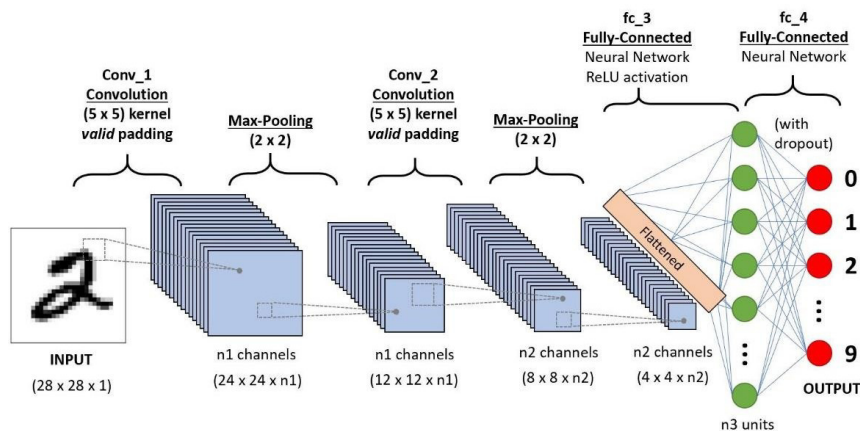 Conv_1
Convolution
(5 x 5) kernel
valid padding
Max-Pooling
(2 x 2)
Conv_2
Convolution
(5 x 5) kernel
valid padding
Max-Pooling
(2 x 2)
fc_3
Fully-Connected
Neural Network
ReLU activation
fc_4
Fully-Connected
Neural Network
(with
dropout)
Flattened
0
1
2
9
OUTPUT
2
INPUT
(28 x 28 x 1)
n1 channels
(24 x 24 x n1)
n1 channels
(12 x 12 x n1)
n2 channels
(8 x 8 x n2)
n2 channels
(4 x 4 x n2)
n3 units